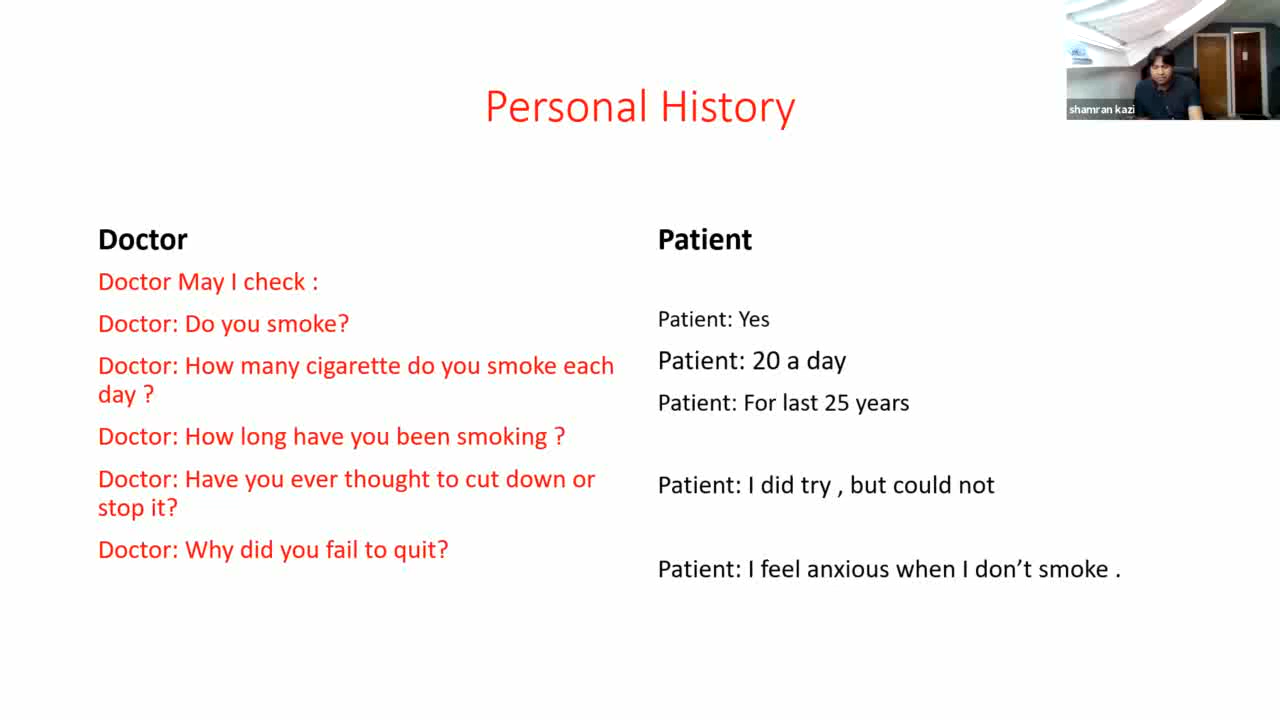 shamran kazi
Personal History
Doctor
Doctor May I check :
Doctor: Do you smoke?
Doctor: How many cigarette do you smoke each
day ?
Doctor: How long have you been smoking ?
Doctor: Have you ever thought to cut down or
stop it?
Doctor: Why did you fail to quit?
Patient
Patient: Yes
Patient: 20 a day
Patient: For last 25 years
Patient: I did try , but could not
Patient: I feel anxious when I don’t smoke .